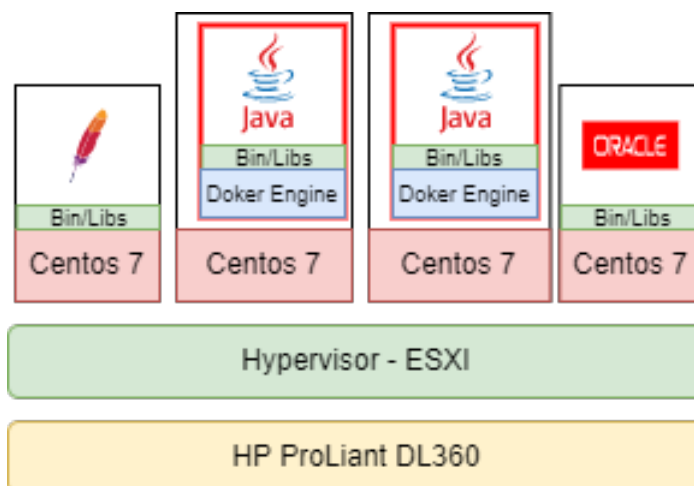 Java
Bin/Libs
Doker Engine
Centos 7
Java
Bin/Libs
Doker Engine
Centos 7
Bin/Libs
Centos 7
ORACLE
Bin/Libs
Centos 7
Hypervisor - ESXI
HP ProLiant DL360